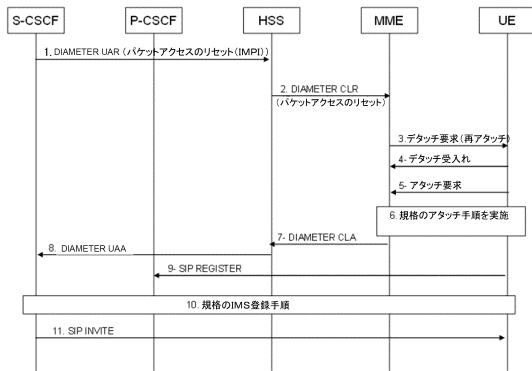 S-CSCF
P-CSCF
HSS
MME
UE
1. DIAMETER UAR (パケットアクセスのリセット(IMPI))
2. DIAMETER CLR
(パケットアクセスのリセット)
3.デタッチ要求(再アタッチ)
4-デタッチ受入れ
5- アタッチ要求
6. 規格のアタッチ手順を実施
7- DIAMETER CLA
8. DIAMETER UAA
9- SIP REGISTER
10. 規格のIMS登録手順
11. SIP INVITE